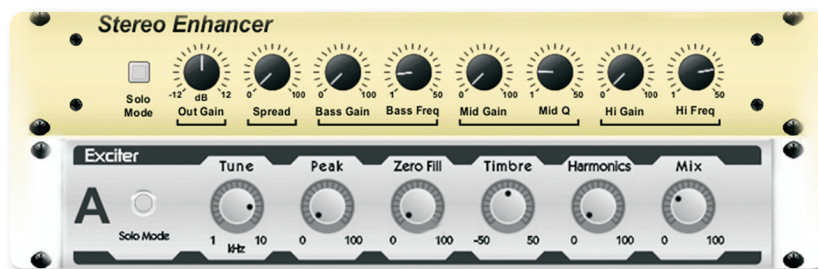 Stereo Enhancer
Solo Mode
-12 dB 12 0 100 0 100 1 50 0 100 1 50 0 100 1 50
Out Gain Spread Bass Gain Bass Freq Mid Gain Mid Q Hi Gain Hi Freq
Exciter
Tune Peak Zero Fill Timbre Harmonics Mix
A
Solo Mode
1 kHz 10 0 100 0 100 -50 50 0 100 0 100